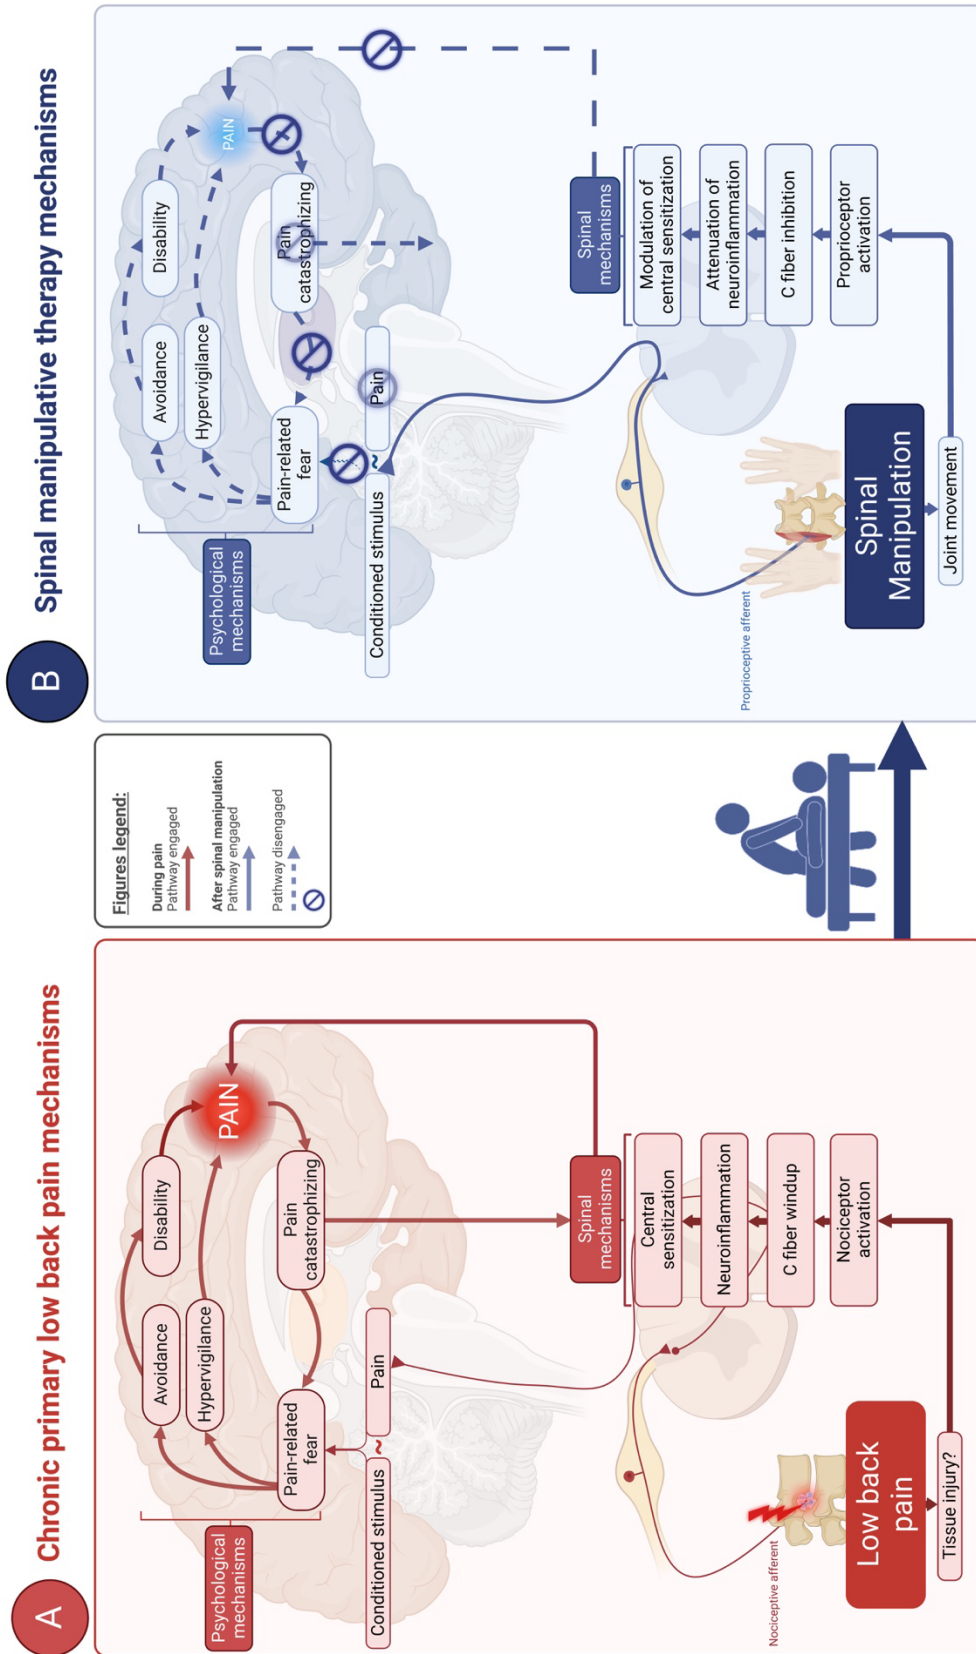 A
Chronic primary low back pain mechanisms
Psychological
mechanisms
Avoidance
Disability
Hypervigilance
PAIN
Pain-related
fear
Pain
catastrophizing
Conditioned stimulus
~
Pain
Spinal
mechanisms
Central
sensitization
Neuroinflammation
C fiber windup
Nociceptor
activation
Nociceptive afferent
Low back
pain
Tissue injury?
Figures legend:
During pain
Pathway engaged
After spinal manipulation
Pathway engaged
Pathway disengaged
B
Spinal manipulative therapy mechanisms
Psychological
mechanisms
Avoidance
Disability
Hypervigilance
PAIN
Pain-related
fear
Pain
catastrophizing
Conditioned stimulus
~
Pain
Spinal
mechanisms
Modulation of
central sensitization
Attenuation of
neuroinflammation
C fiber inhibition
Proprioceptor
activation
Proprioceptive afferent
Spinal
Manipulation
Joint movement